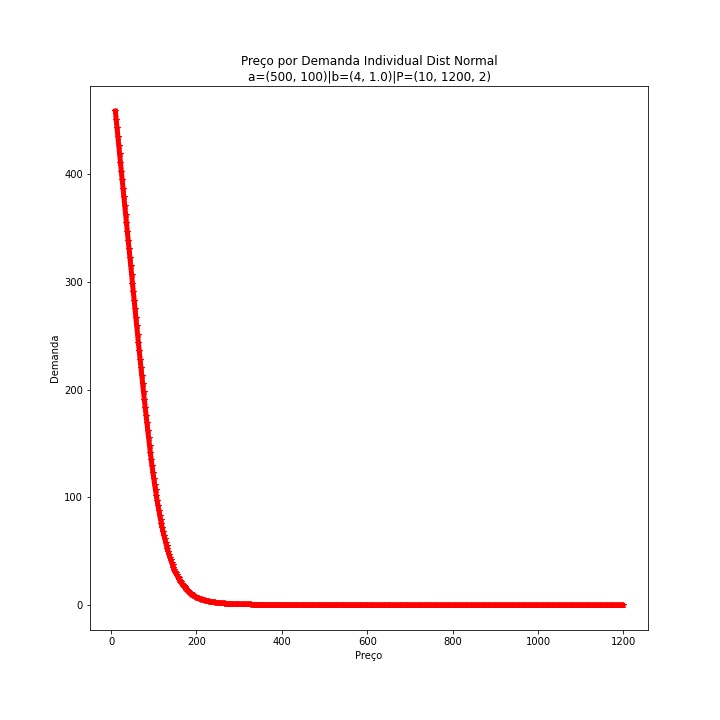 Preço por Demanda Individual Dist Normal
a=(500, 100)|b=(4, 1.0)|P=(10, 1200, 2)
400
300
200
100
0
Demanda
0 200 400 600 800 1000 1200
Preço